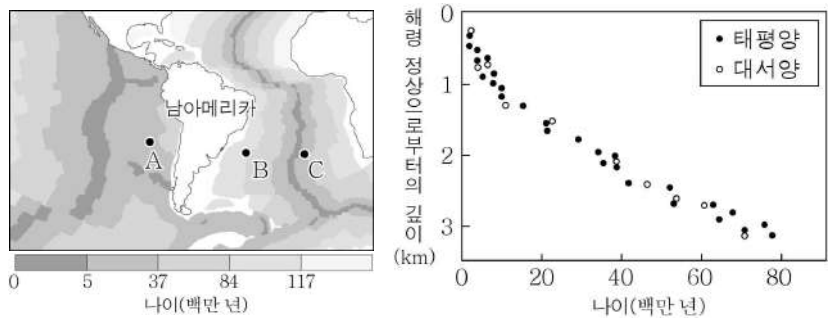 남아메리카
A
B
C
0 5 37 84 117
나이(백만 년)
해령 정상으로부터의 깊이
(km)
0
1
2
3
태평양
대서양
0 20 40 60 80
나이(백만 년)